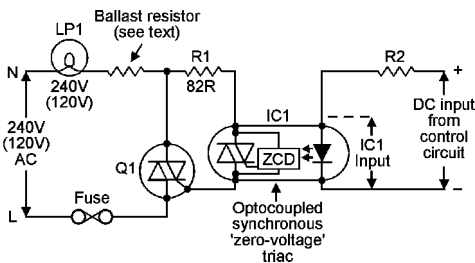 Ballast resistor
(see text)
LP1
R1
R2
N
240V
(120V)
82R
IC1
+
240V
(120V)
AC
Q1
ZCD
IC1
Input
DC input
from
control
circuit
L
Fuse
–
Optocoupled
synchronous
'zero-voltage'
triac